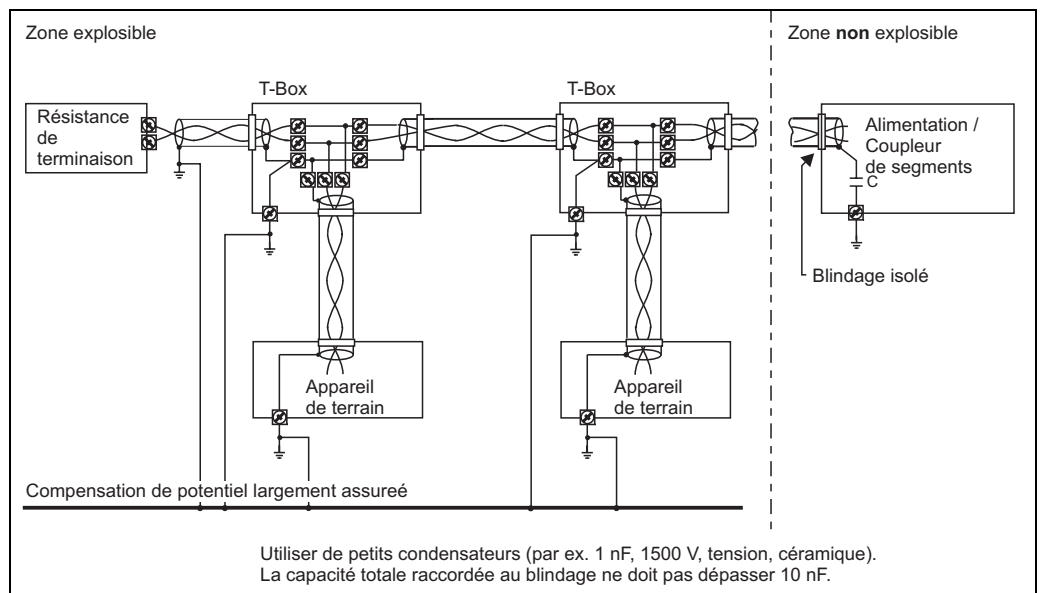 Zone explosible
Zone non explosible
T-Box
T-Box
Résistance
de
terminaison
Alimentation /
Coupleur
de segments
C
Blindage isolé
Appareil
de terrain
Appareil
de terrain
Compensation de potentiel largement assureé
Utiliser de petits condensateurs (par ex. 1 nF, 1500 V, tension, céramique).
La capacité totale raccordée au blindage ne doit pas dépasser 10 nF.